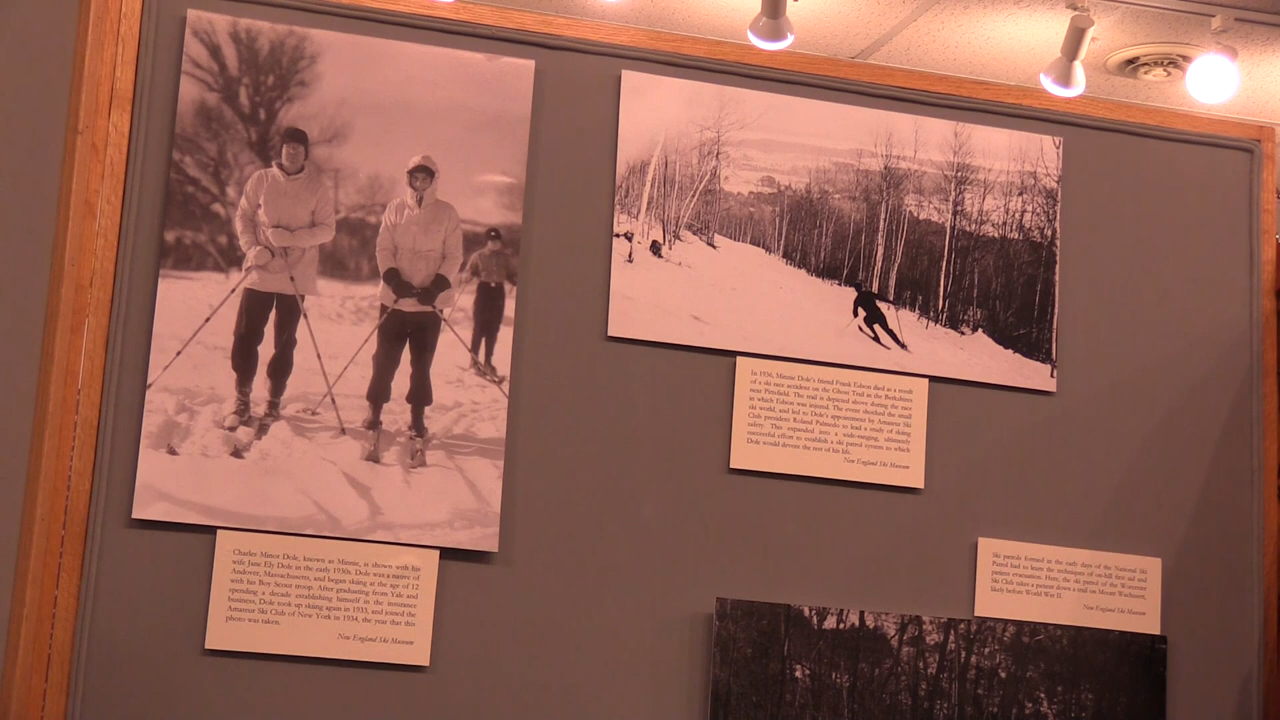 Charles Minot Dole, known as Minnie, is shown with his
wife Jane Ely Dole in the early 1930s. Dole was a native of
Andover, Massachusetts, and began skiing at the age of 12
with his Boy Scout troop. After graduating from Yale and
spending a decade establishing himself in the insurance
business, Dole took up skiing again in 1933, and joined the
Amateur Ski Club of New York in 1934, the year that this
photo was taken.
New England Ski Museum
In 1936, Minnie Dole's friend Frank Edson died as a result
of a ski race accident on the Ghost Trail in the Berkshires
near Pittsfield. The trail is depicted above during the race
in which Edson was injured. The event shocked the small
ski world, and led to Dole's appointment by Amateur Ski
Club president Roland Palmedo to lead a study of skiing
safety. This expanded into a wide-ranging, ultimately
successful effort to establish a ski patrol system to which
Dole would devote the rest of his life.
New England Ski Museum
Ski patrols formed in the early days of the National Ski
Patrol had to learn the techniques of on-hill first aid and
patient evacuation. Here, the ski patrol of the Worcester
Ski Club takes a patient down a trail on Mount Wachusett,
likely before World War II.
New England Ski Museum